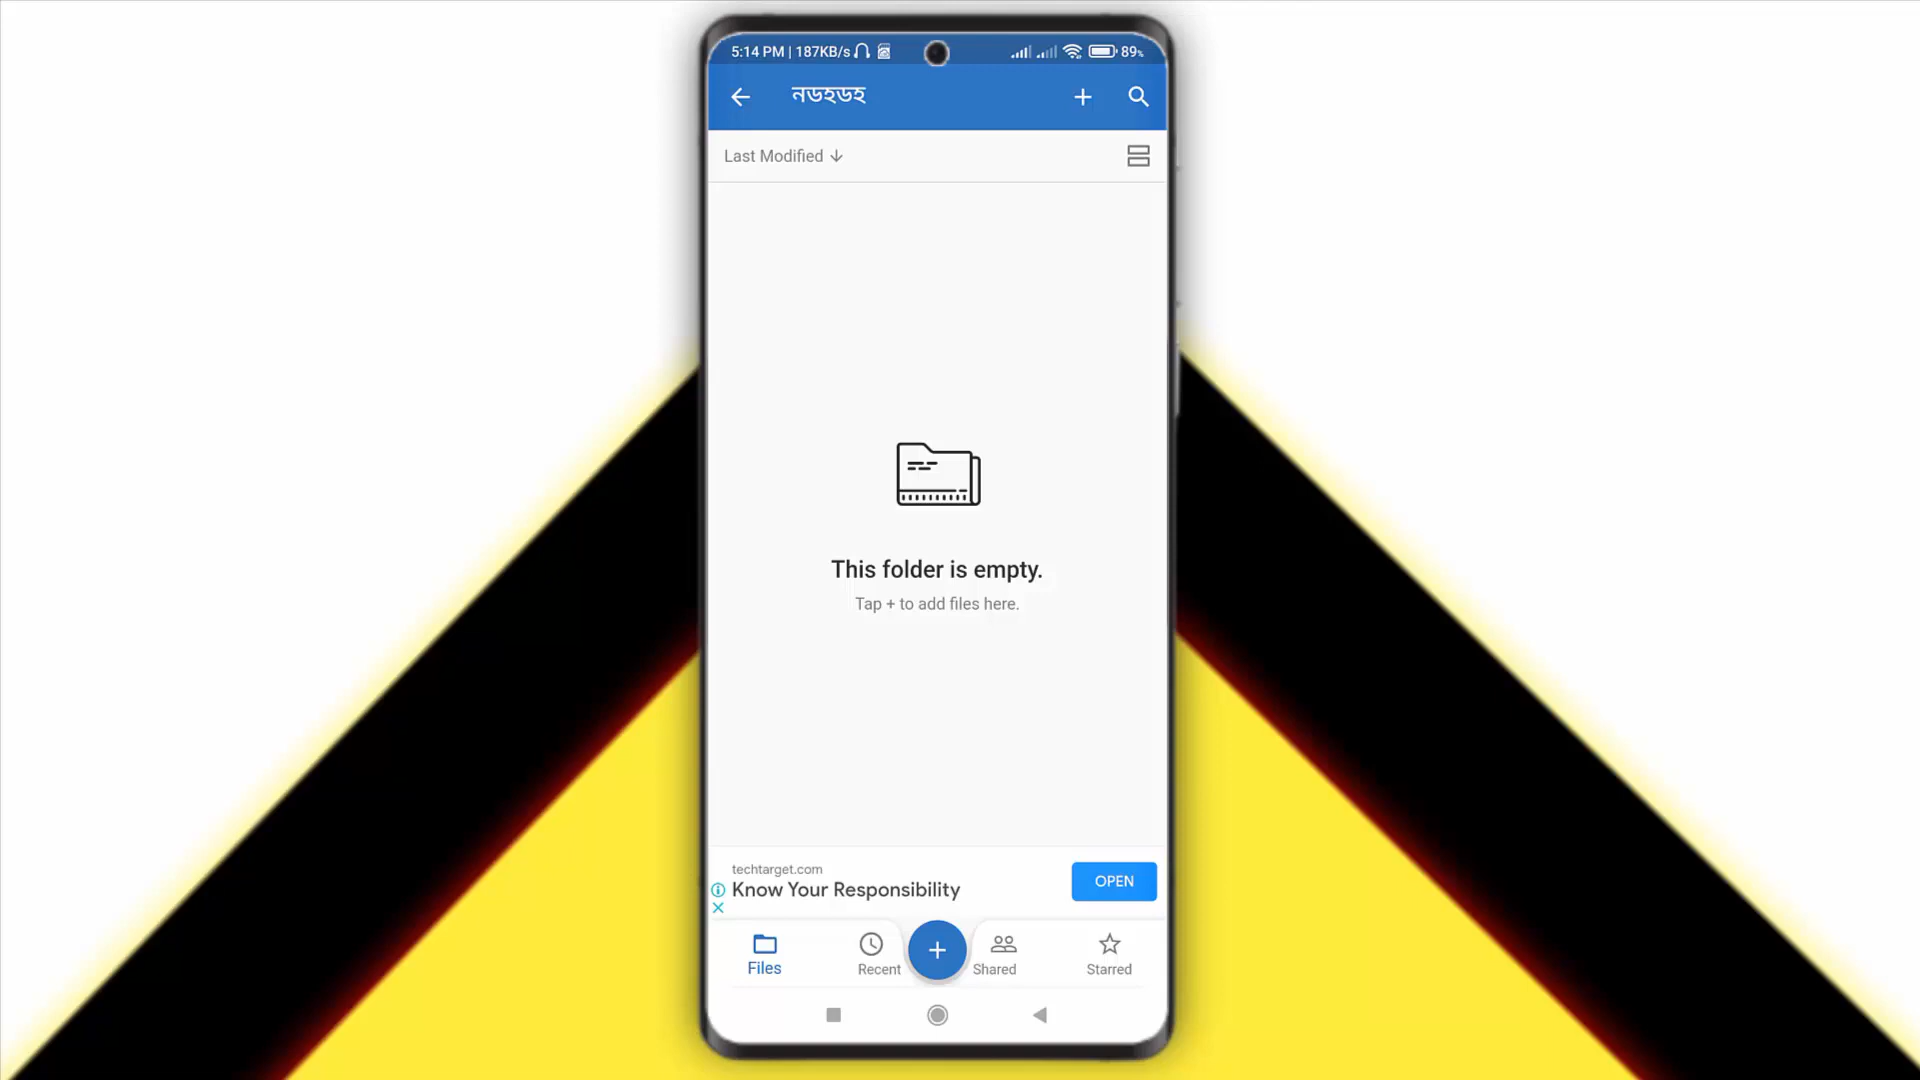 5:14 PM | 187KB/s
89%
নডহডহ
Last Modified ↓
This folder is empty.
Tap + to add files here.
techtarget.com
Know Your Responsibility
OPEN
Files
Recent
Shared
Starred